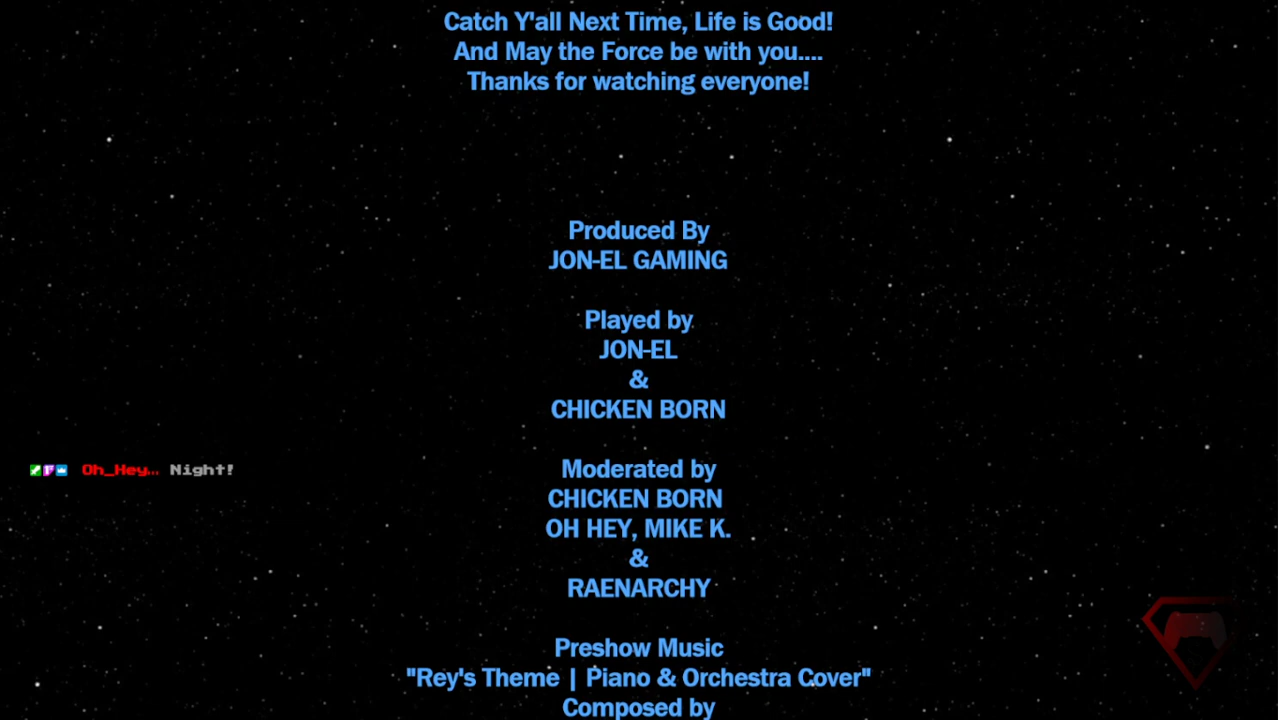 Catch Y'all Next Time, Life is Good!
And May the Force be with you....
Thanks for watching everyone!
Produced By
JON-EL GAMING
Played by
JON-EL
&
CHICKEN BORN
Oh_Hey… Night!
Moderated by
CHICKEN BORN
OH HEY, MIKE K.
&
RAENARCHY
Preshow Music
"Rey's Theme | Piano & Orchestra Cover"
Composed by